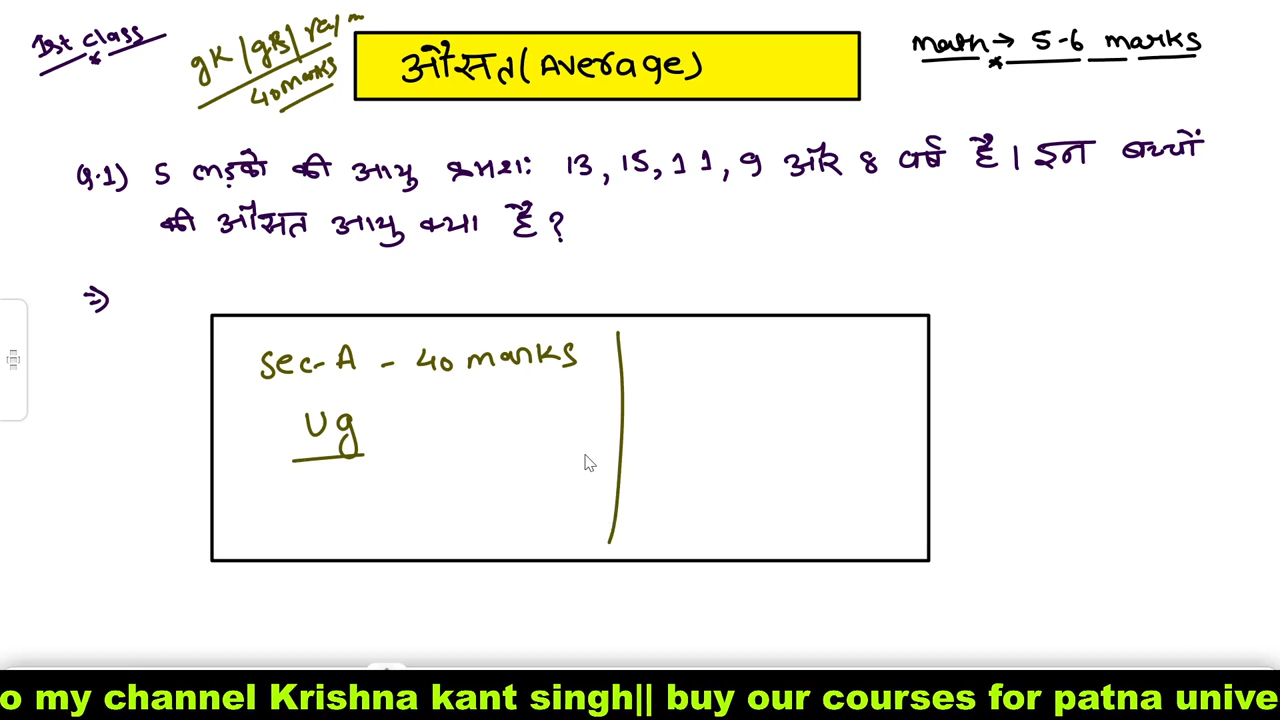 Ist class
gk|gs|
40 marks
औसत(Average)
math→ 5-6 marks
Q.1) 5 लड़को की आयु क्रमशः 13, 15, 11, 9 और 8 वर्ष है। इन बच्चों
की औसत आयु क्या है?
⇒
Sec-A - 40 marks
Ug
o my channel Krishna kant singh|| buy our courses for patna unive